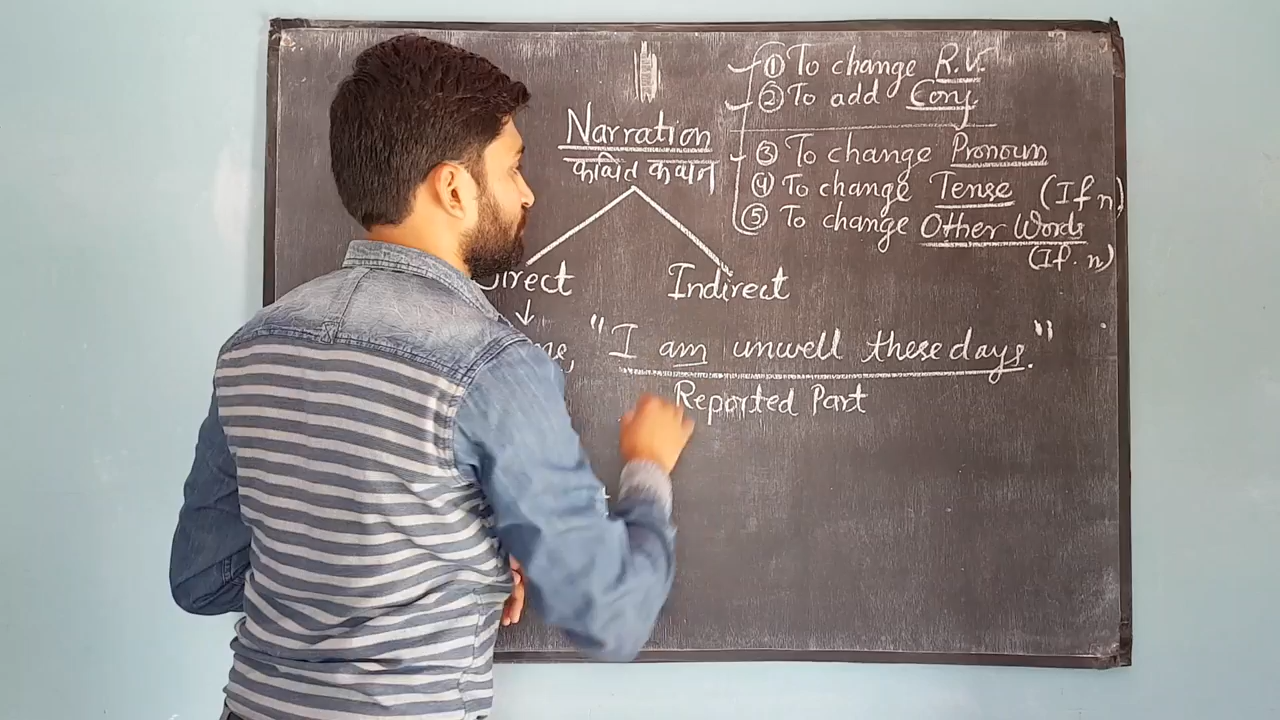 ① To change R.V.
② To add Conj.
Narration
कथित कथन
③ To change Pronoun
④ To change Tense (If n)
⑤ To change Other Words
(If. n)
Direct
Indirect
↓
"I am unwell these days."
Reported Part